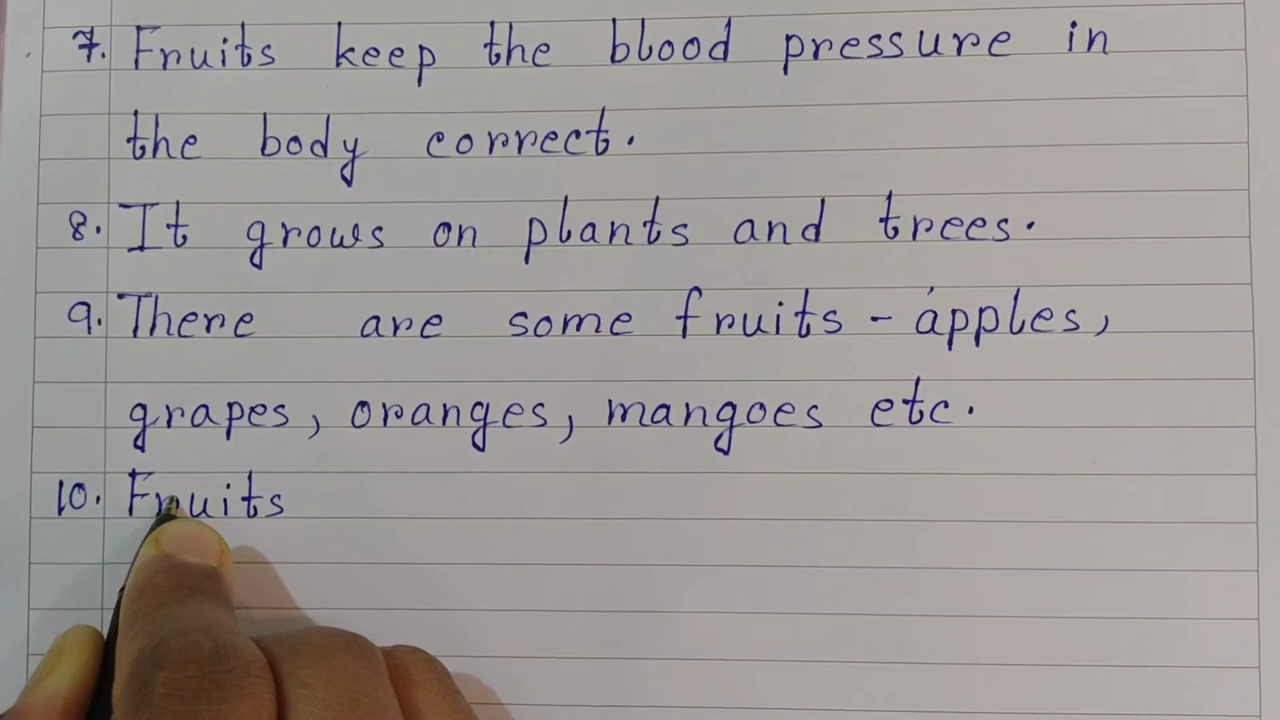 7. Fruits keep the blood pressure in
the body correct.
8. It grows on plants and trees.
9. There are some fruits - apples,
grapes, oranges, mangoes etc.
10. Fruits